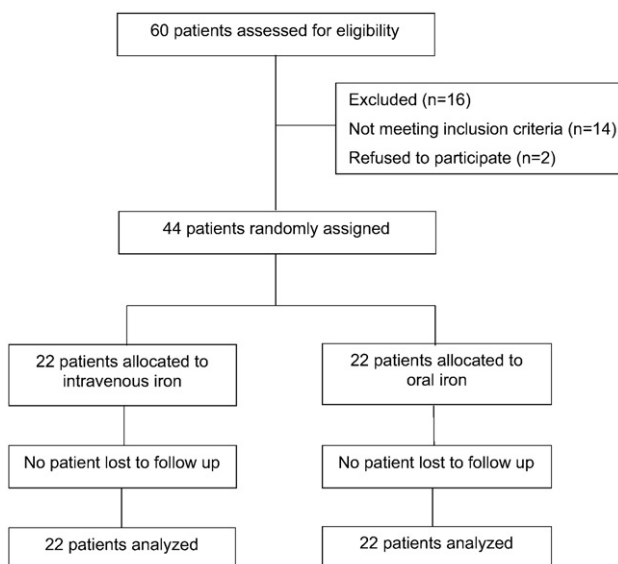 60 patients assessed for eligibility
Excluded (n=16)
Not meeting inclusion criteria (n=14)
Refused to participate (n=2)
44 patients randomly assigned
22 patients allocated to
intravenous iron
22 patients allocated to
oral iron
No patient lost to follow up
No patient lost to follow up
22 patients analyzed
22 patients analyzed